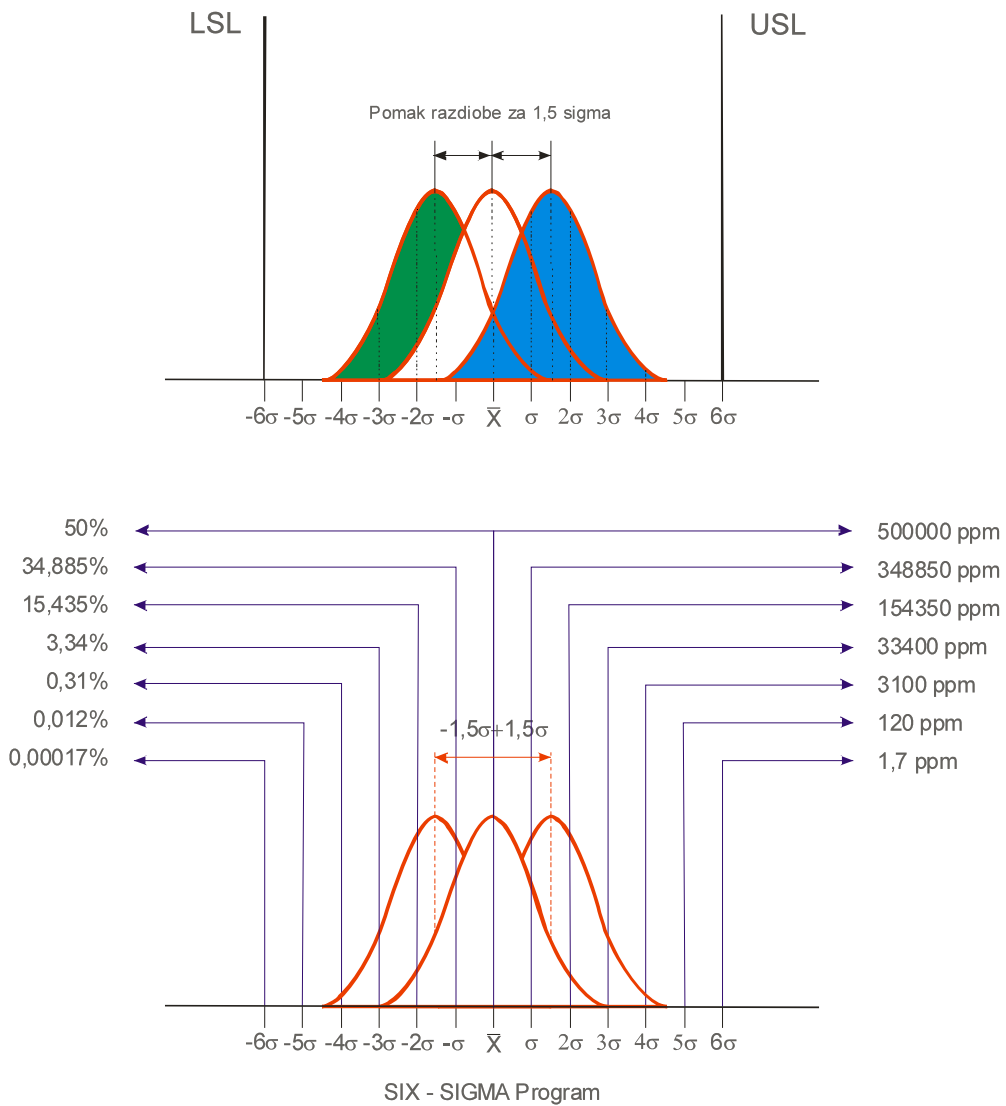 LSL USL
Pomak razdiobe za 1,5 sigma
-6σ -5σ -4σ -3σ -2σ -σ X̅ σ 2σ 3σ 4σ 5σ 6σ
50% 500000 ppm
34,885% 348850 ppm
15,435% 154350 ppm
3,34% 33400 ppm
0,31% 3100 ppm
0,012% 120 ppm
-1,5σ+1,5σ
0,00017% 1,7 ppm
-6σ -5σ -4σ -3σ -2σ -σ X̅ σ 2σ 3σ 4σ 5σ 6σ
SIX - SIGMA Program